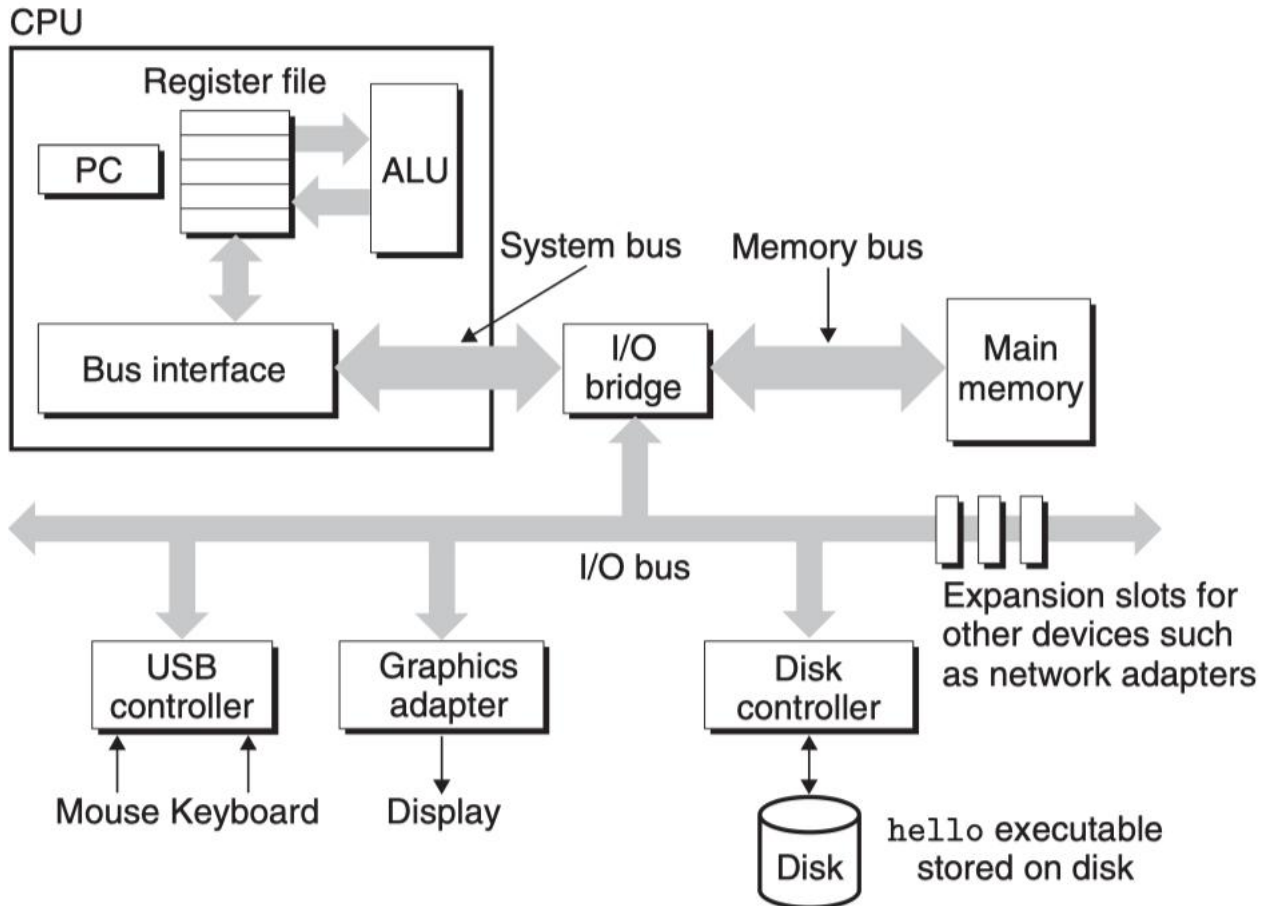 CPU
Register file
PC
ALU
System bus
Memory bus
Bus interface
I/O
bridge
Main
memory
I/O bus
Expansion slots for
other devices such
as network adapters
USB
controller
Graphics
adapter
Disk
controller
Mouse
Keyboard
Display
Disk
hello executable
stored on disk